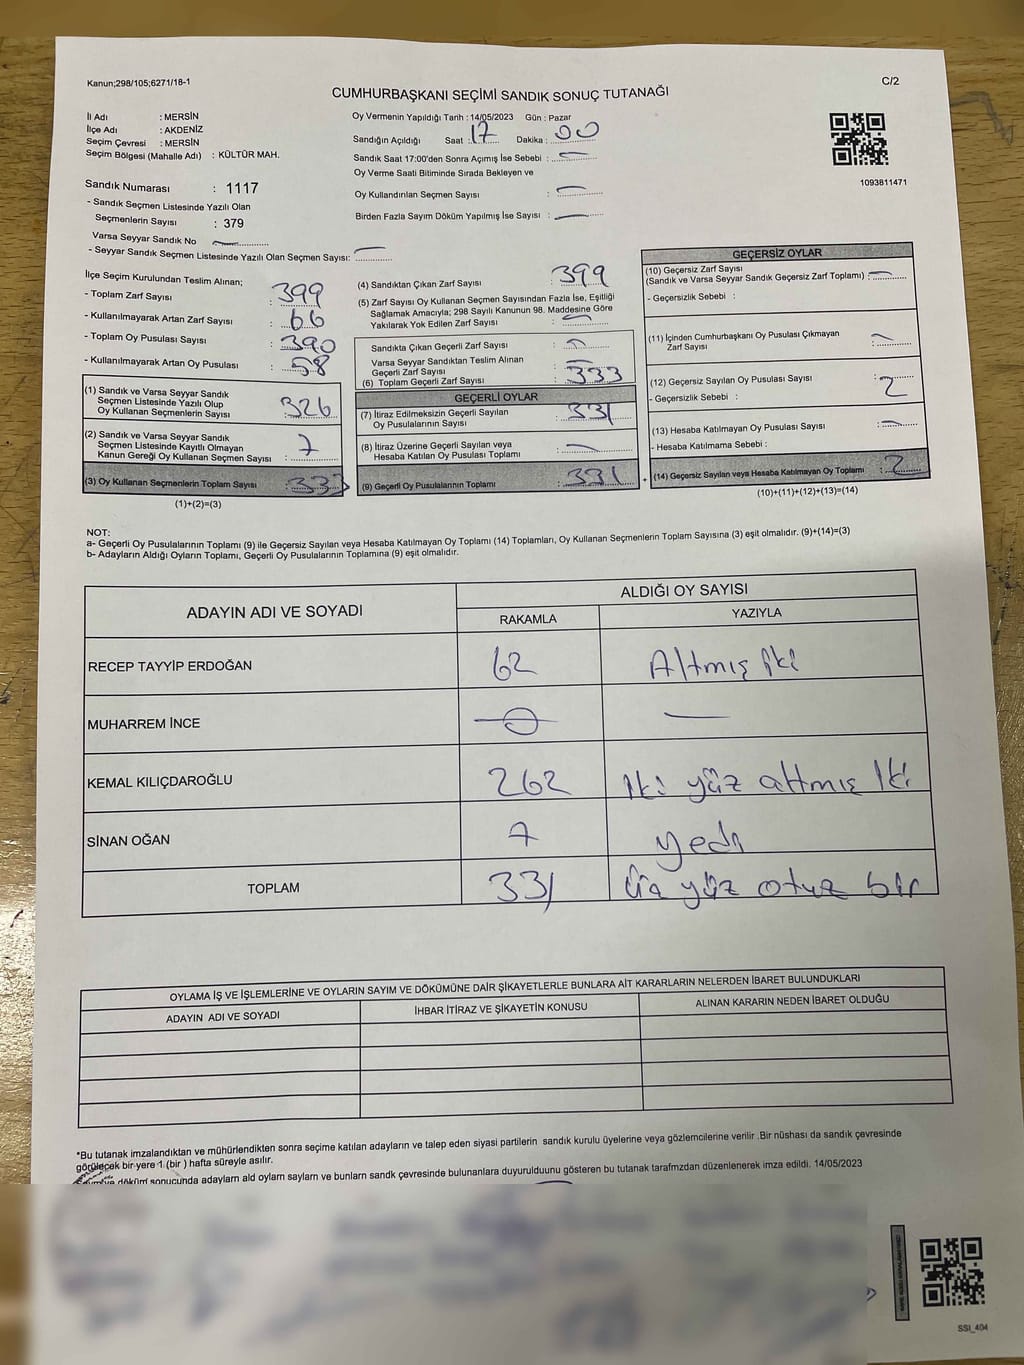 Kanun;298/105;6271/18-1
C/2
CUMHURBAŞKANI SEÇİMİ SANDIK SONUÇ TUTANAĞI
İl Adı : MERSİN
İlçe Adı : AKDENİZ
Seçim Çevresi : MERSİN
Seçim Bölgesi (Mahalle Adı) : KÜLTÜR MAH.
Sandık Numarası : 1117
- Sandık Seçmen Listesinde Yazılı Olan
Seçmenlerin Sayısı : 379
Varsa Seyyar Sandık No
- Seyyar Sandık Seçmen Listesinde Yazılı Olan Seçmen Sayısı:
Oy Vermenin Yapıldığı Tarih : 14/05/2023 Gün : Pazar
Sandığın Açıldığı Saat : 17 Dakika : 00
Sandık Saat 17:00'den Sonra Açımış İse Sebebi :
Oy Verme Saati Bitiminde Sırada Bekleyen ve
Oy Kullandırılan Seçmen Sayısı :
Birden Fazla Sayım Döküm Yapılmış İse Sayısı :
1093811471
İlçe Seçim Kurulundan Teslim Alınan;
- Toplam Zarf Sayısı : 399
- Kullanılmayarak Artan Zarf Sayısı : 66
- Toplam Oy Pusulası Sayısı : 390
- Kullanılmayarak Artan Oy Pusulası : 58
(1) Sandık ve Varsa Seyyar Sandık
Seçmen Listesinde Yazılı Olup
Oy Kullanan Seçmenlerin Sayısı : 326
(2) Sandık ve Varsa Seyyar Sandık
Seçmen Listesinde Kayıtlı Olmayan
Kanun Gereği Oy Kullanan Seçmen Sayısı : 7
(3) Oy Kullanan Seçmenlerin Toplam Sayısı : 333
(1)+(2)=(3)
(4) Sandıktan Çıkan Zarf Sayısı : 399
(5) Zarf Sayısı Oy Kullanan Seçmen Sayısından Fazla İse, Eşitliği
Sağlamak Amacıyla; 298 Sayılı Kanunun 98. Maddesine Göre
Yakılarak Yok Edilen Zarf Sayısı :
Sandıkta Çıkan Geçerli Zarf Sayısı :
Varsa Seyyar Sandıktan Teslim Alınan
Geçerli Zarf Sayısı :
(6) Toplam Geçerli Zarf Sayısı : 333
GEÇERLİ OYLAR
(7) İtiraz Edilmeksizin Geçerli Sayılan
Oy Pusulalarının Sayısı : 331
(8) İtiraz Üzerine Geçerli Sayılan veya
Hesaba Katılan Oy Pusulası Toplamı :
(9) Geçerli Oy Pusulalarının Toplamı : 331
GEÇERSİZ OYLAR
(10) Geçersiz Zarf Sayısı
(Sandık ve Varsa Seyyar Sandık Geçersiz Zarf Toplamı) :
- Geçersizlik Sebebi :
(11) İçinden Cumhurbaşkanı Oy Pusulası Çıkmayan
Zarf Sayısı :
(12) Geçersiz Sayılan Oy Pusulası Sayısı : 2
- Geçersizlik Sebebi :
(13) Hesaba Katılmayan Oy Pusulası Sayısı :
- Hesaba Katılmama Sebebi :
(14) Geçersiz Sayılan veya Hesaba Katılmayan Oy Toplamı : 2
(10)+(11)+(12)+(13)=(14)
NOT:
a- Geçerli Oy Pusulalarının Toplamı (9) ile Geçersiz Sayılan veya Hesaba Katılmayan Oy Toplamı (14) Toplamları, Oy Kullanan Seçmenlerin Toplam Sayısına (3) eşit olmalıdır. (9)+(14)=(3)
b- Adayların Aldığı Oyların Toplamı, Geçerli Oy Pusulalarının Toplamına (9) eşit olmalıdır.
ADAYIN ADI VE SOYADI
ALDIĞI OY SAYISI
RAKAMLA YAZIYLA
RECEP TAYYİP ERDOĞAN 62 Altmış iki
MUHARREM İNCE
KEMAL KILIÇDAROĞLU 262 İki yüz altmış İki
SİNAN OĞAN 7 yedi
TOPLAM 331 üç yüz otuz bir
OYLAMA İŞ VE İŞLEMLERİNE VE OYLARIN SAYIM VE DÖKÜMÜNE DAİR ŞİKAYETLERLE BUNLARA AİT KARARLARIN NELERDEN İBARET BULUNDUKLARI
ADAYIN ADI VE SOYADI İHBAR İTİRAZ VE ŞİKAYETİN KONUSU ALINAN KARARIN NEDEN İBARET OLDUĞU
*Bu tutanak imzalandıktan ve mühürlendikten sonra seçime katılan adayların ve talep eden siyasi partilerin sandık kurulu üyelerine veya gözlemcilerine verilir .Bir nüshası da sandık çevresinde
görülecek bir yere 1 (bir ) hafta süreyle asılır.
dökümü sonucunda adayların ald oyların sayların ve bunların sandk çevresinde bulunanlara duyurulduunu gösteren bu tutanak tarafmzdan düzenlenerek imza edildi. 14/05/2023
SSI_404